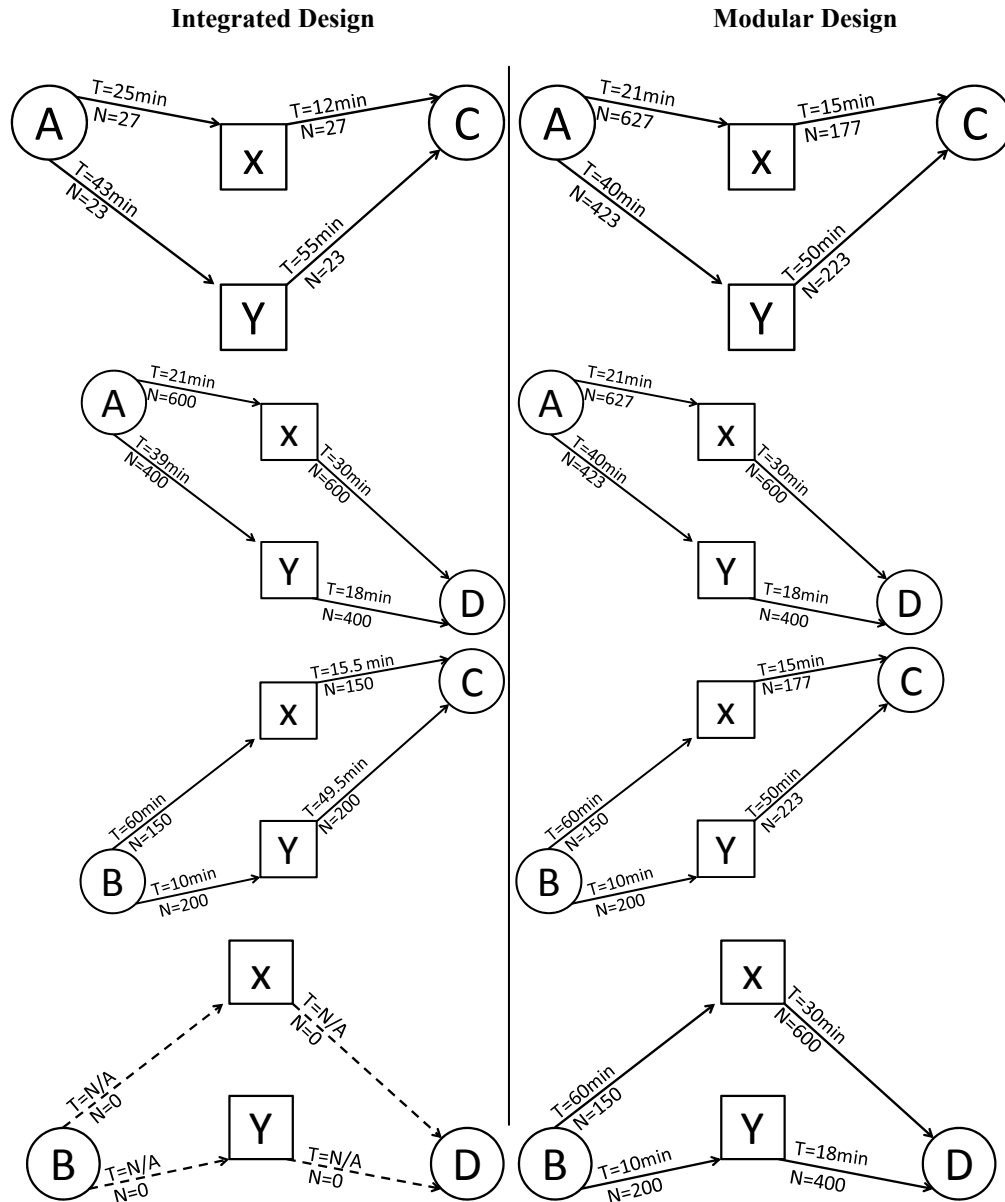 Integrated Design
Modular Design
A
T=25min
N=27
x
T=12min
N=27
C
T=43min
N=23
Y
T=55min
N=23
A
T=21min
N=627
x
T=15min
N=177
C
T=40min
N=423
Y
T=50min
N=223
A
T=21min
N=600
x
T=30min
N=600
T=39min
N=400
Y
T=18min
N=400
D
A
T=21min
N=627
x
T=30min
N=600
T=40min
N=423
Y
T=18min
N=400
D
x
T=15.5 min
N=150
C
T=60min
N=150
B
T=10min
N=200
Y
T=49.5min
N=200
x
T=15min
N=177
C
T=60min
N=150
B
T=10min
N=200
Y
T=50min
N=223
x
T=N/A
N=0
T=N/A
N=0
B
T=N/A
N=0
Y
T=N/A
N=0
D
x
T=30min
N=600
T=60min
N=150
B
T=10min
N=200
Y
T=18min
N=400
D